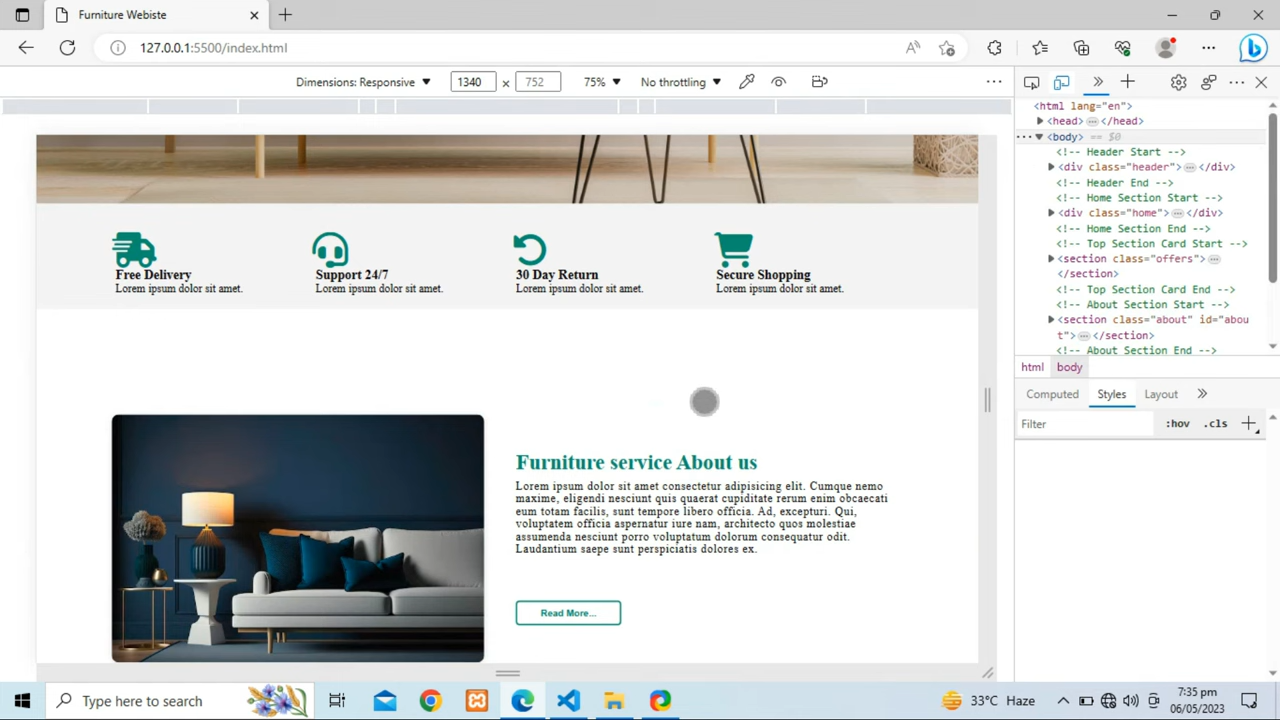 Furniture Webiste
127.0.0.1:5500/index.html
Dimensions: Responsive 1340 x 752 75% No throttling
<html lang="en">
<head> </head>
<body> == $0
<!-- Header Start -->
<div class="header"> </div>
<!-- Header End -->
<!-- Home Section Start -->
<div class="home"> </div>
<!-- Home Section End -->
<!-- Top Section Card Start -->
<section class="offers">
</section>
<!-- Top Section Card End -->
<!-- About Section Start -->
<section class="about" id="abou
t"> </section>
<!-- About Section End -->
html body
Computed Styles Layout
Filter :hov .cls
Free Delivery
Lorem ipsum dolor sit amet.
Support 24/7
Lorem ipsum dolor sit amet.
30 Day Return
Lorem ipsum dolor sit amet.
Secure Shopping
Lorem ipsum dolor sit amet.
Furniture service About us
Lorem ipsum dolor sit amet consectetur adipisicing elit. Cumque nemo
maxime, eligendi nesciunt quis quaerat cupiditate rerum enim obcaecati
eum totam facilis, sunt tempore libero officia. Ad, excepturi. Qui,
voluptatem officia aspernatur iure nam, architecto quos molestiae
assumenda nesciunt porro voluptatum dolorum consequatur odit.
Laudantium saepe sunt perspiciatis dolores ex.
Read More...
Type here to search
33°C Haze
7:35 pm
06/05/2023